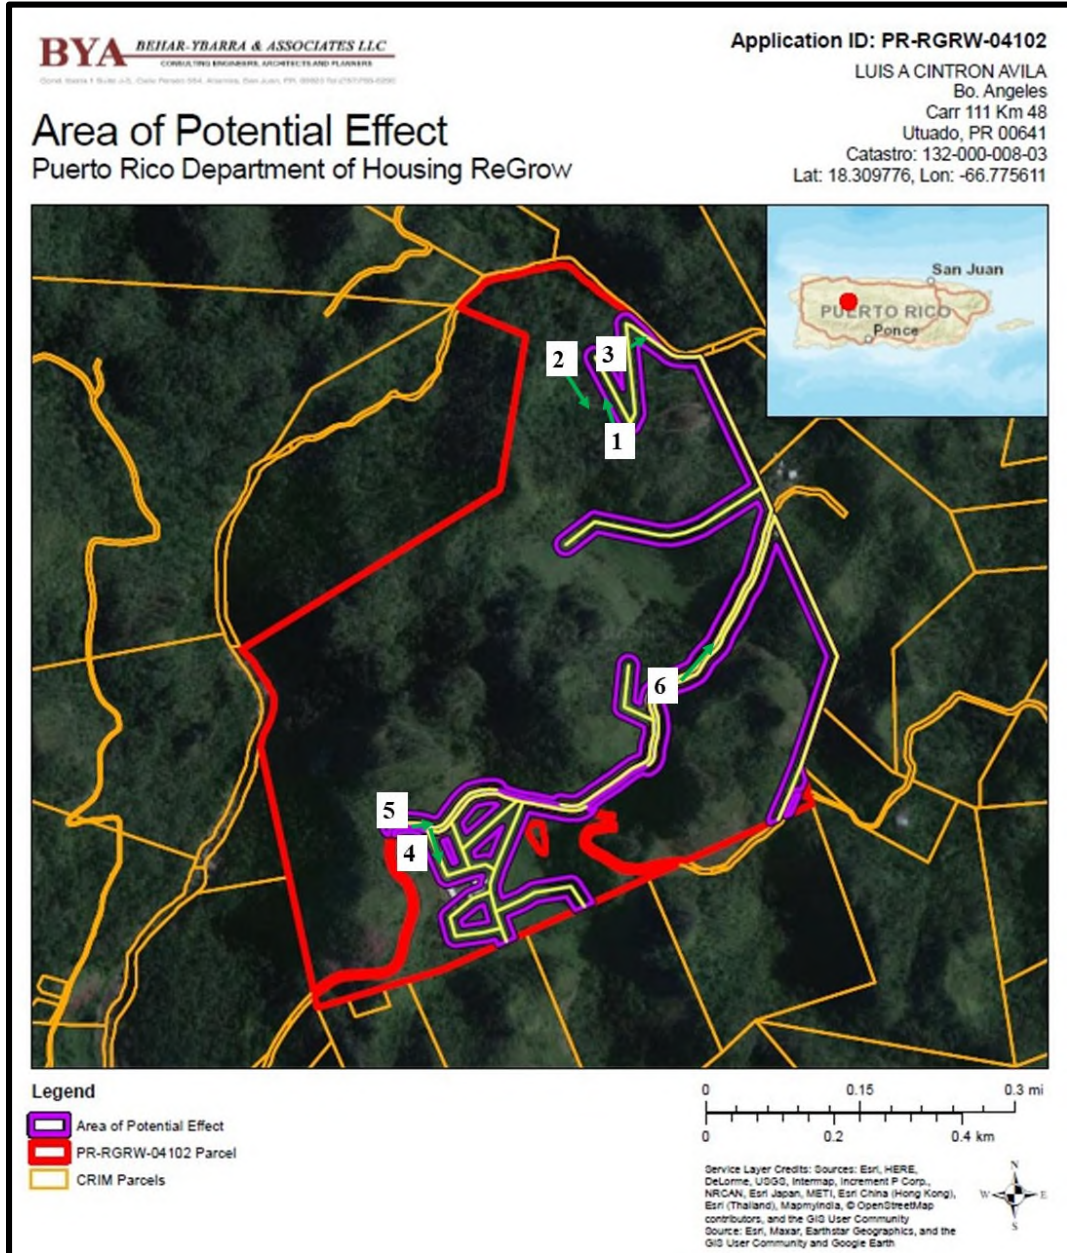 BYA BEHAR-YBARRA & ASSOCIATES LLC
CONSULTING ENGINEERS, ARCHITECTS AND PLANNERS
Area of Potential Effect
Puerto Rico Department of Housing ReGrow
Application ID: PR-RGRW-04102
LUIS A CINTRON AVILA
Bo. Angeles
Carr 111 Km 48
Utuado, PR 00641
Catastro: 132-000-008-03
Lat: 18.309776, Lon: -66.775611
San Juan
PUERTO RICO
Ponce
2
3
1
6
5
4
Legend
Area of Potential Effect
PR-RGRW-04102 Parcel
CRIM Parcels
0 0.15 0.3 mi
0 0.2 0.4 km
Service Layer Credits: Sources: Esri, HERE,
DeLorme, USGS, Intermap, Increment P Corp.,
NRCAN, Esri Japan, METI, Esri China (Hong Kong),
Esri (Thailand), MapmyIndia, © OpenStreetMap
contributors, and the GIS User Community
Source: Esri, Maxar, Earthstar Geographics, and the
GIS User Community and Google Earth
N
W E
S